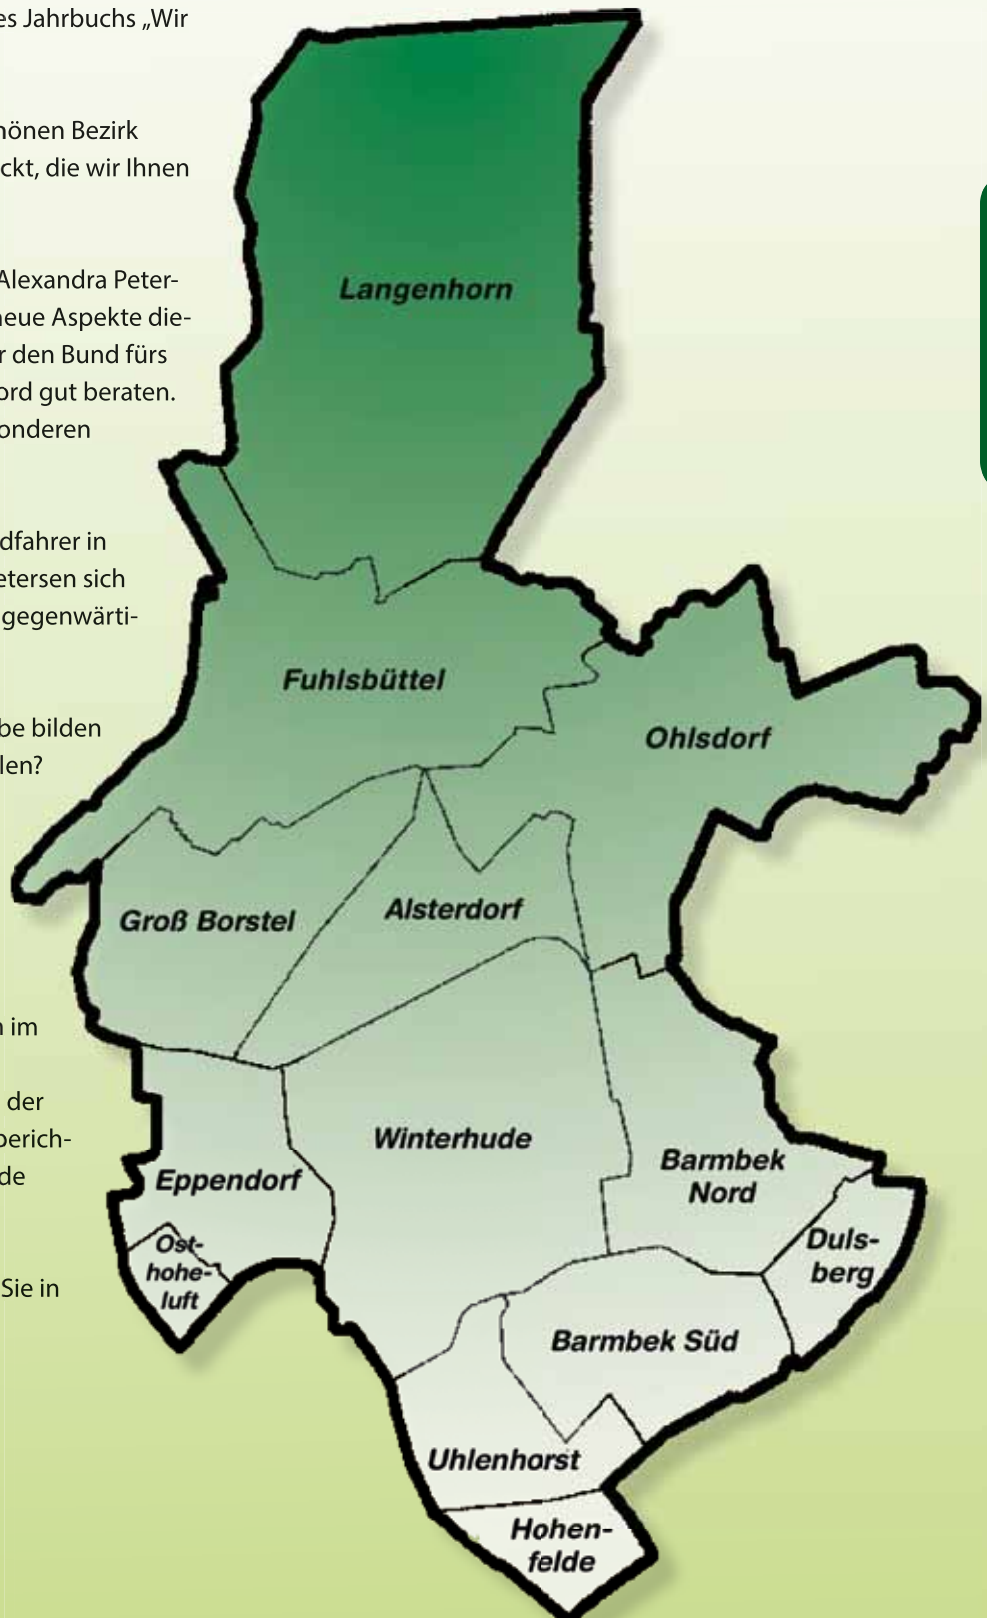 es Jahrbuchs „Wir
hönen Bezirk
ckt, die wir Ihnen
Alexandra Peter-
neue Aspekte die-
r den Bund fürs
ord gut beraten.
onderen
dfahrer in
etersen sich
gegenwärti-
be bilden
len?
n im
der
berich-
de
Sie in
Langenhorn
Fuhlsbüttel
Ohlsdorf
Groß Borstel
Alsterdorf
Winterhude
Eppendorf
Barmbek
Nord
Ost-
hohe-
luft
Duls-
berg
Barmbek Süd
Uhlenhorst
Hohen-
felde